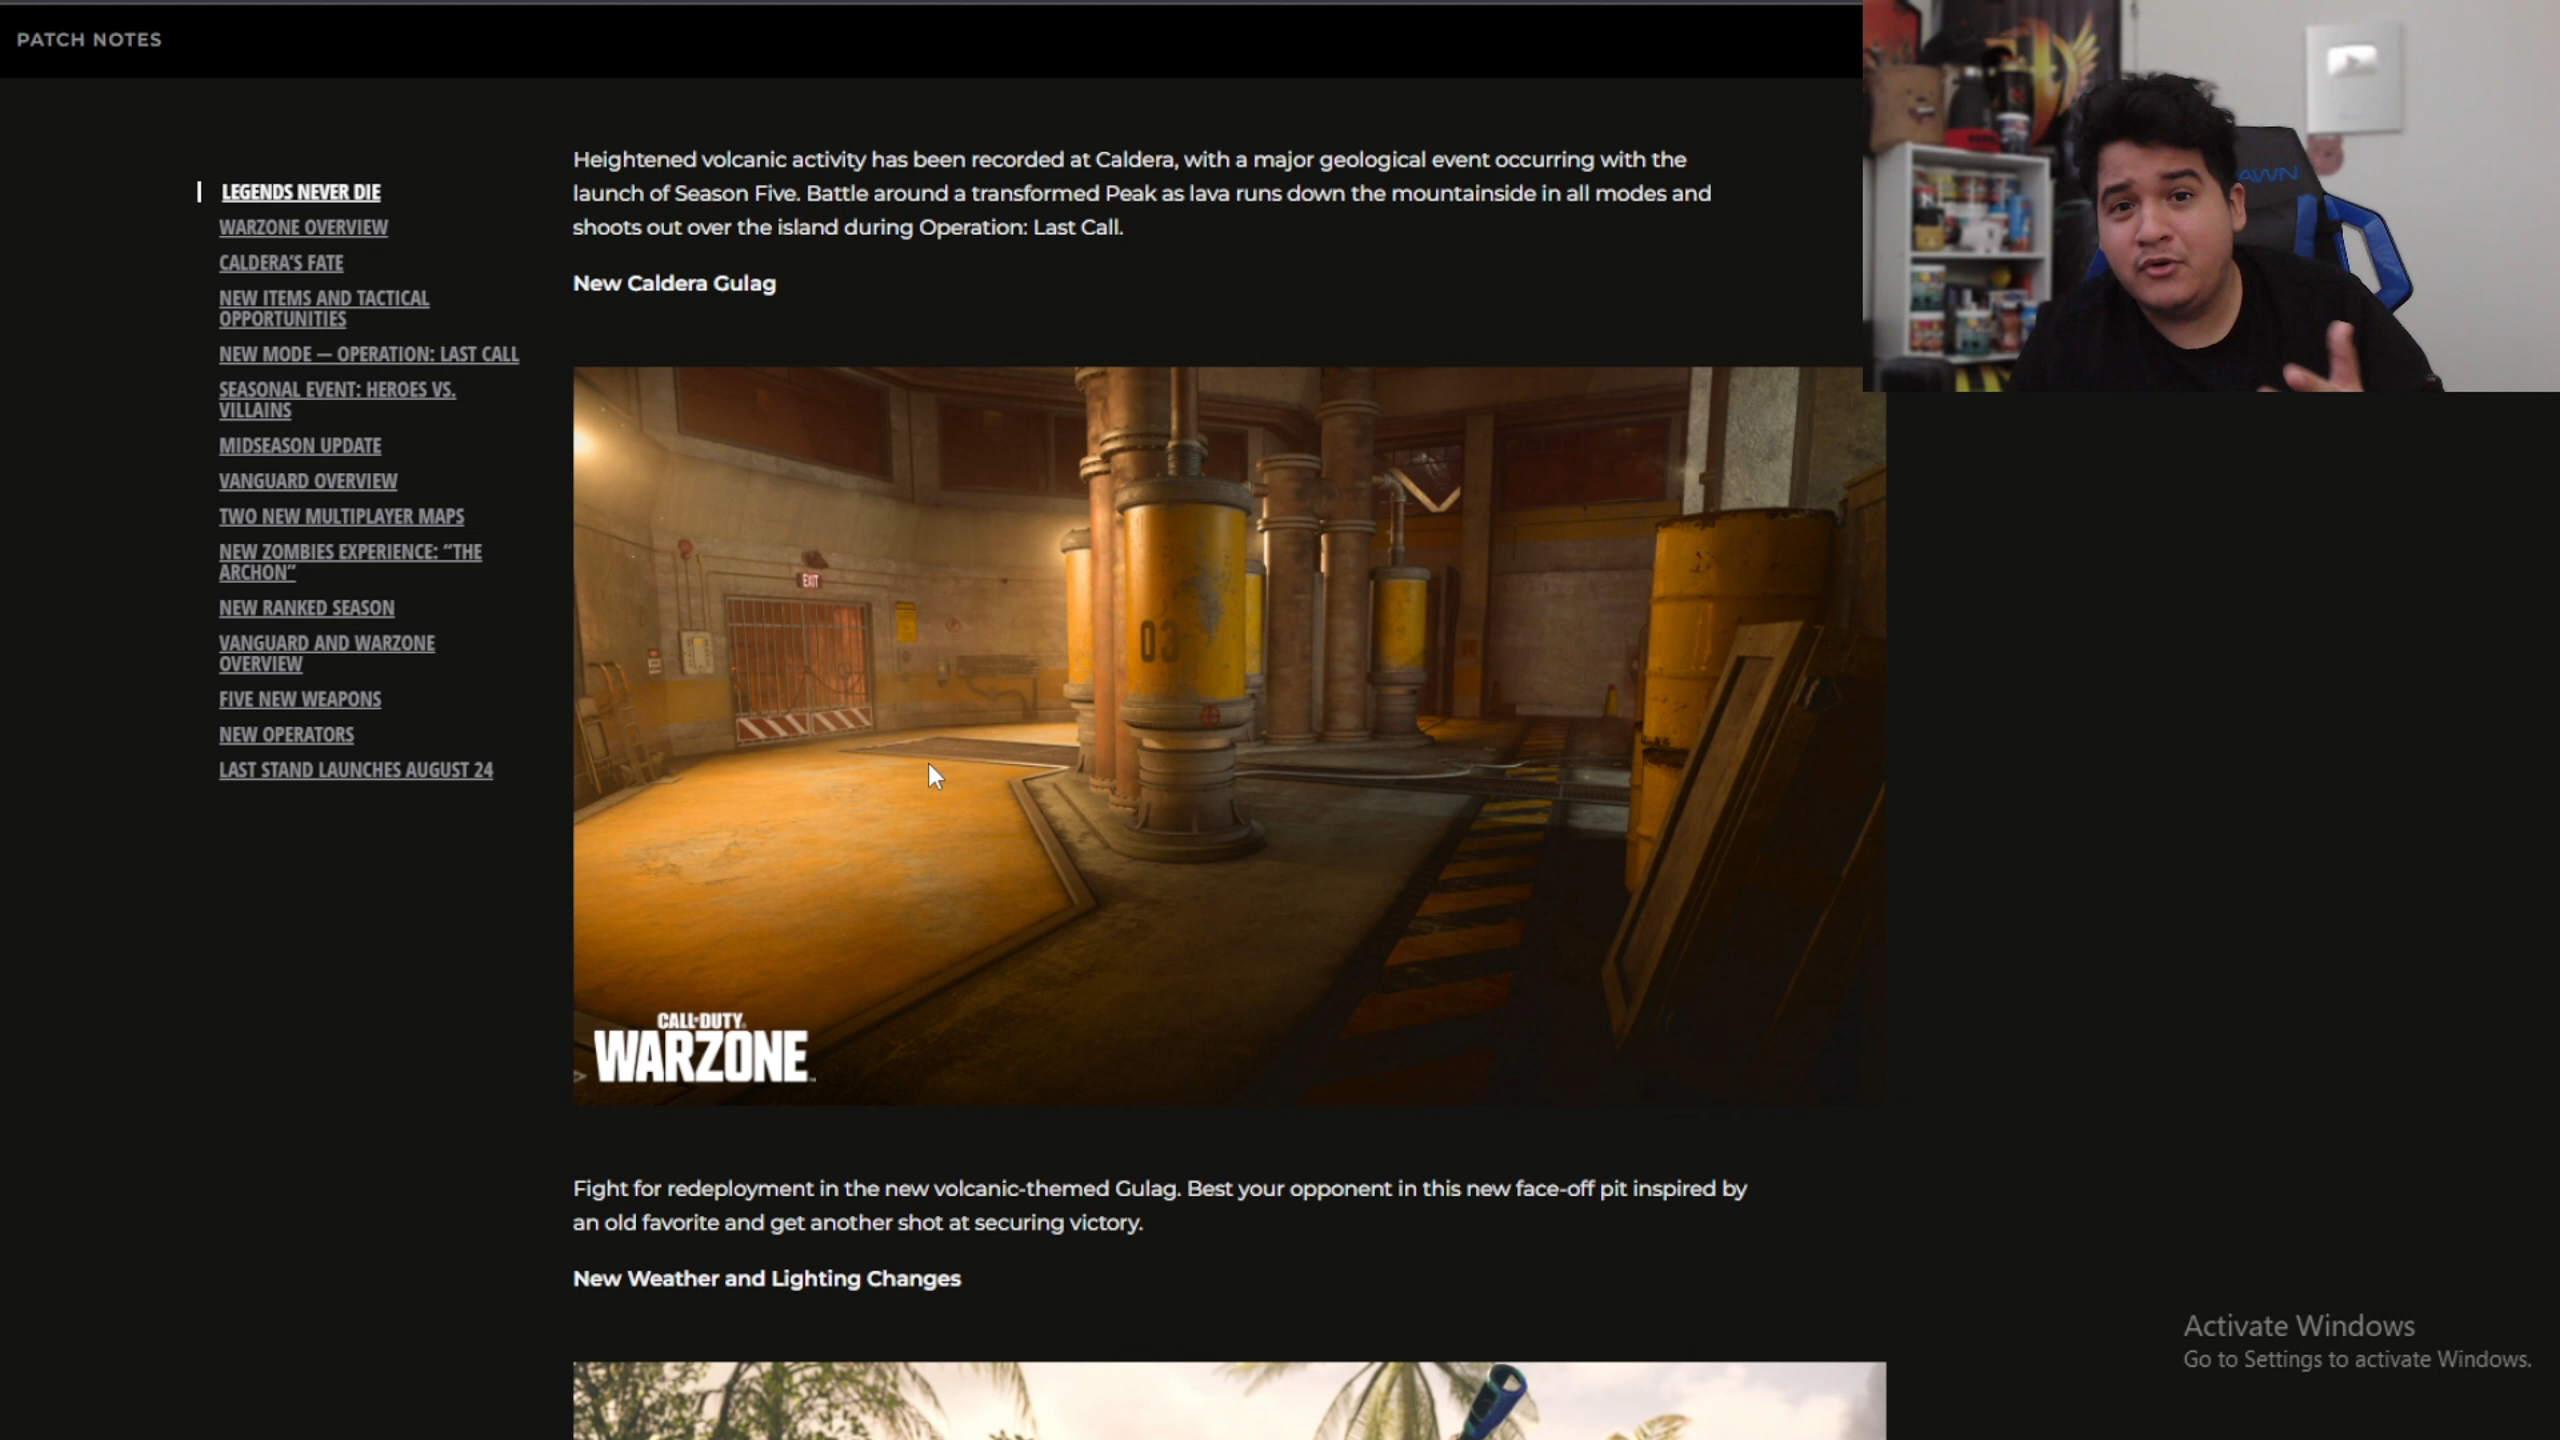 PATCH NOTES
LEGENDS NEVER DIE
WARZONE OVERVIEW
CALDERA'S FATE
NEW ITEMS AND TACTICAL
OPPORTUNITIES
NEW MODE — OPERATION: LAST CALL
SEASONAL EVENT: HEROES VS.
VILLAINS
MIDSEASON UPDATE
VANGUARD OVERVIEW
TWO NEW MULTIPLAYER MAPS
NEW ZOMBIES EXPERIENCE: “THE
ARCHON”
NEW RANKED SEASON
VANGUARD AND WARZONE
OVERVIEW
FIVE NEW WEAPONS
NEW OPERATORS
LAST STAND LAUNCHES AUGUST 24
Heightened volcanic activity has been recorded at Caldera, with a major geological event occurring with the
launch of Season Five. Battle around a transformed Peak as lava runs down the mountainside in all modes and
shoots out over the island during Operation: Last Call.
New Caldera Gulag
EXIT
03
CALL OF DUTY
WARZONE
Fight for redeployment in the new volcanic-themed Gulag. Best your opponent in this new face-off pit inspired by
an old favorite and get another shot at securing victory.
New Weather and Lighting Changes
Activate Windows
Go to Settings to activate Windows.